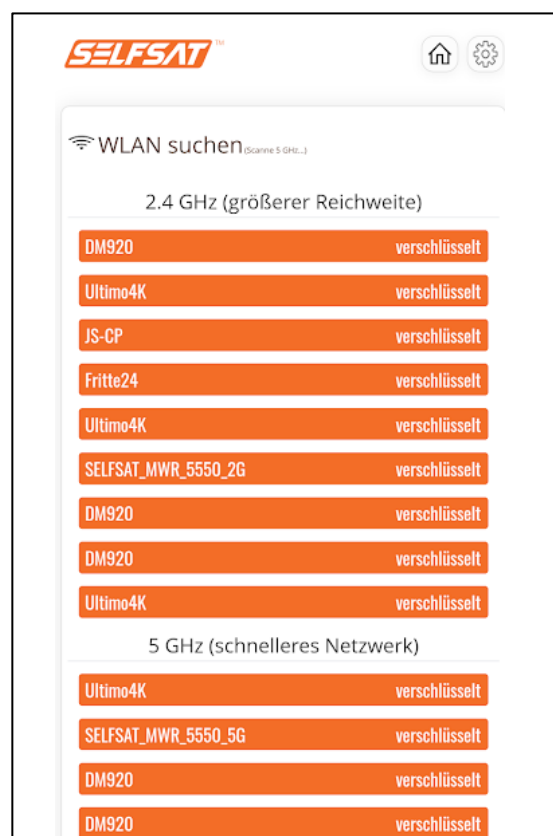 SELFSAT™
WLAN suchen(Scanne 5 GHz...)
2.4 GHz (größerer Reichweite)
DM920 verschlüsselt
Ultimo4K verschlüsselt
JS-CP verschlüsselt
Fritte24 verschlüsselt
Ultimo4K verschlüsselt
SELFSAT_MWR_5550_2G verschlüsselt
DM920 verschlüsselt
DM920 verschlüsselt
Ultimo4K verschlüsselt
5 GHz (schnelleres Netzwerk)
Ultimo4K verschlüsselt
SELFSAT_MWR_5550_5G verschlüsselt
DM920 verschlüsselt
DM920 verschlüsselt